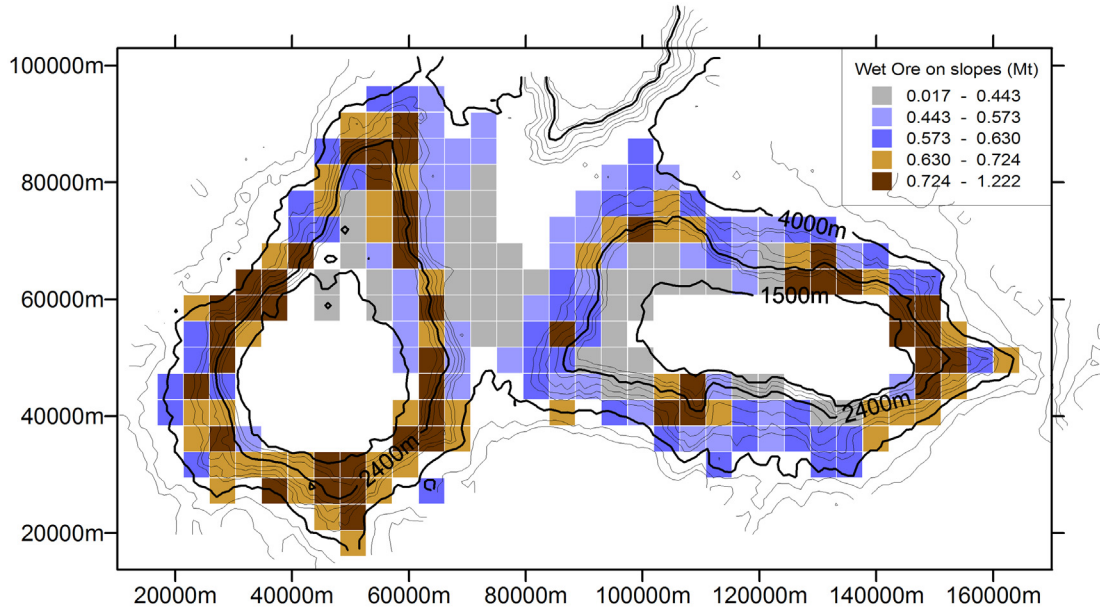 100000m
80000m
60000m
40000m
20000m
Wet Ore on slopes (Mt)
0.017 - 0.443
0.443 - 0.573
0.573 - 0.630
0.630 - 0.724
0.724 - 1.222
4000m
1500m
2400m
2400m
20000m 40000m 60000m 80000m 100000m 120000m 140000m 160000m